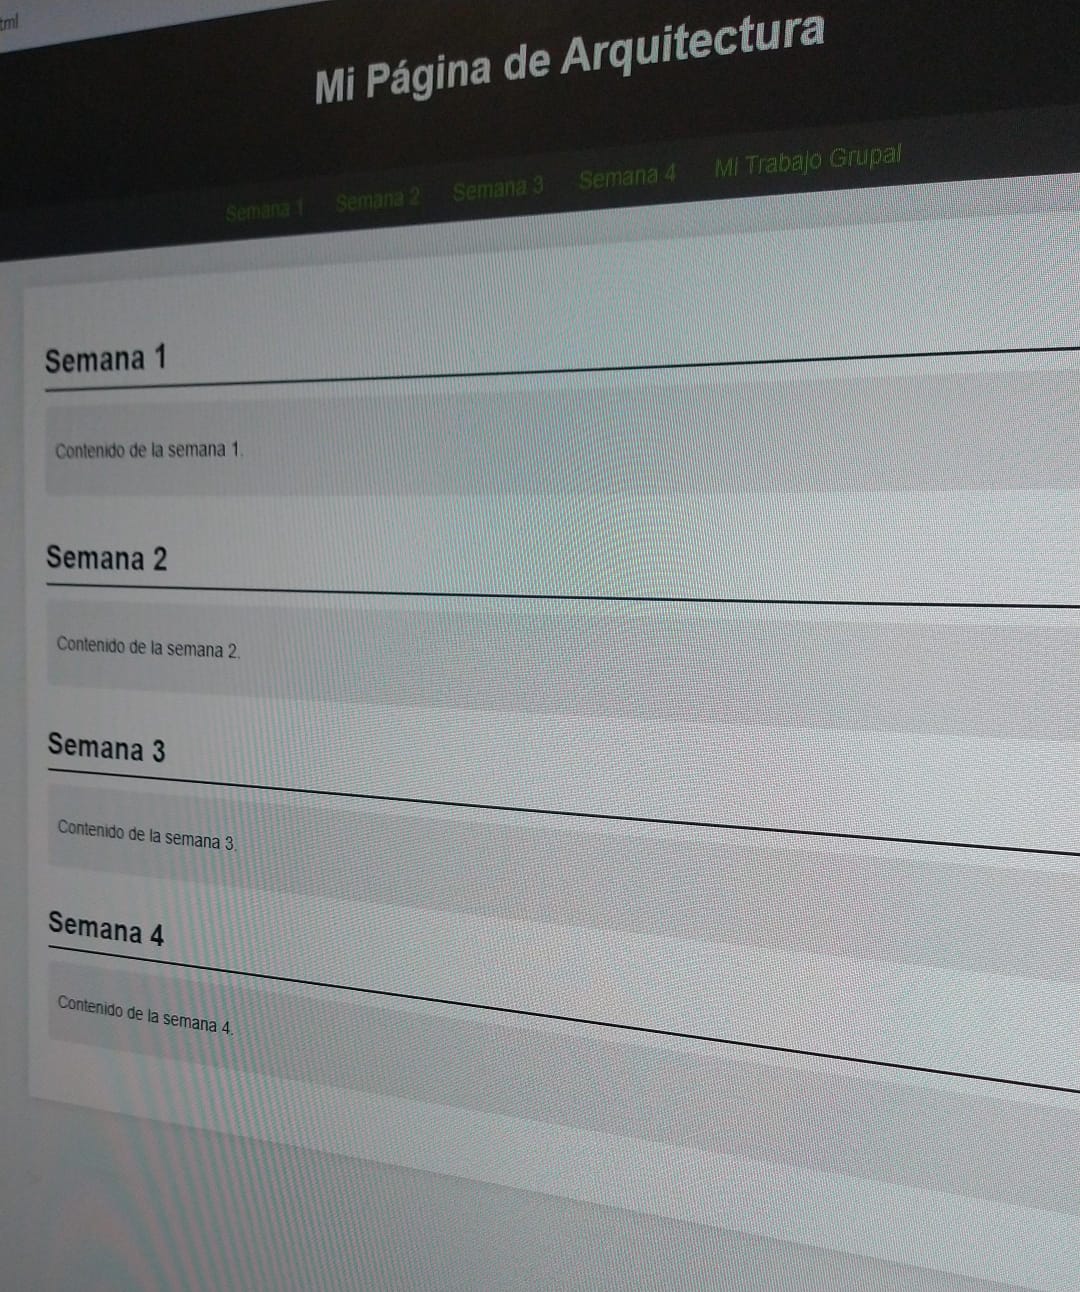 tml
Mi Página de Arquitectura
Semana 1 Semana 2 Semana 3 Semana 4 Mi Trabajo Grupal
Semana 1
Contenido de la semana 1.
Semana 2
Contenido de la semana 2.
Semana 3
Contenido de la semana 3.
Semana 4
Contenido de la semana 4.